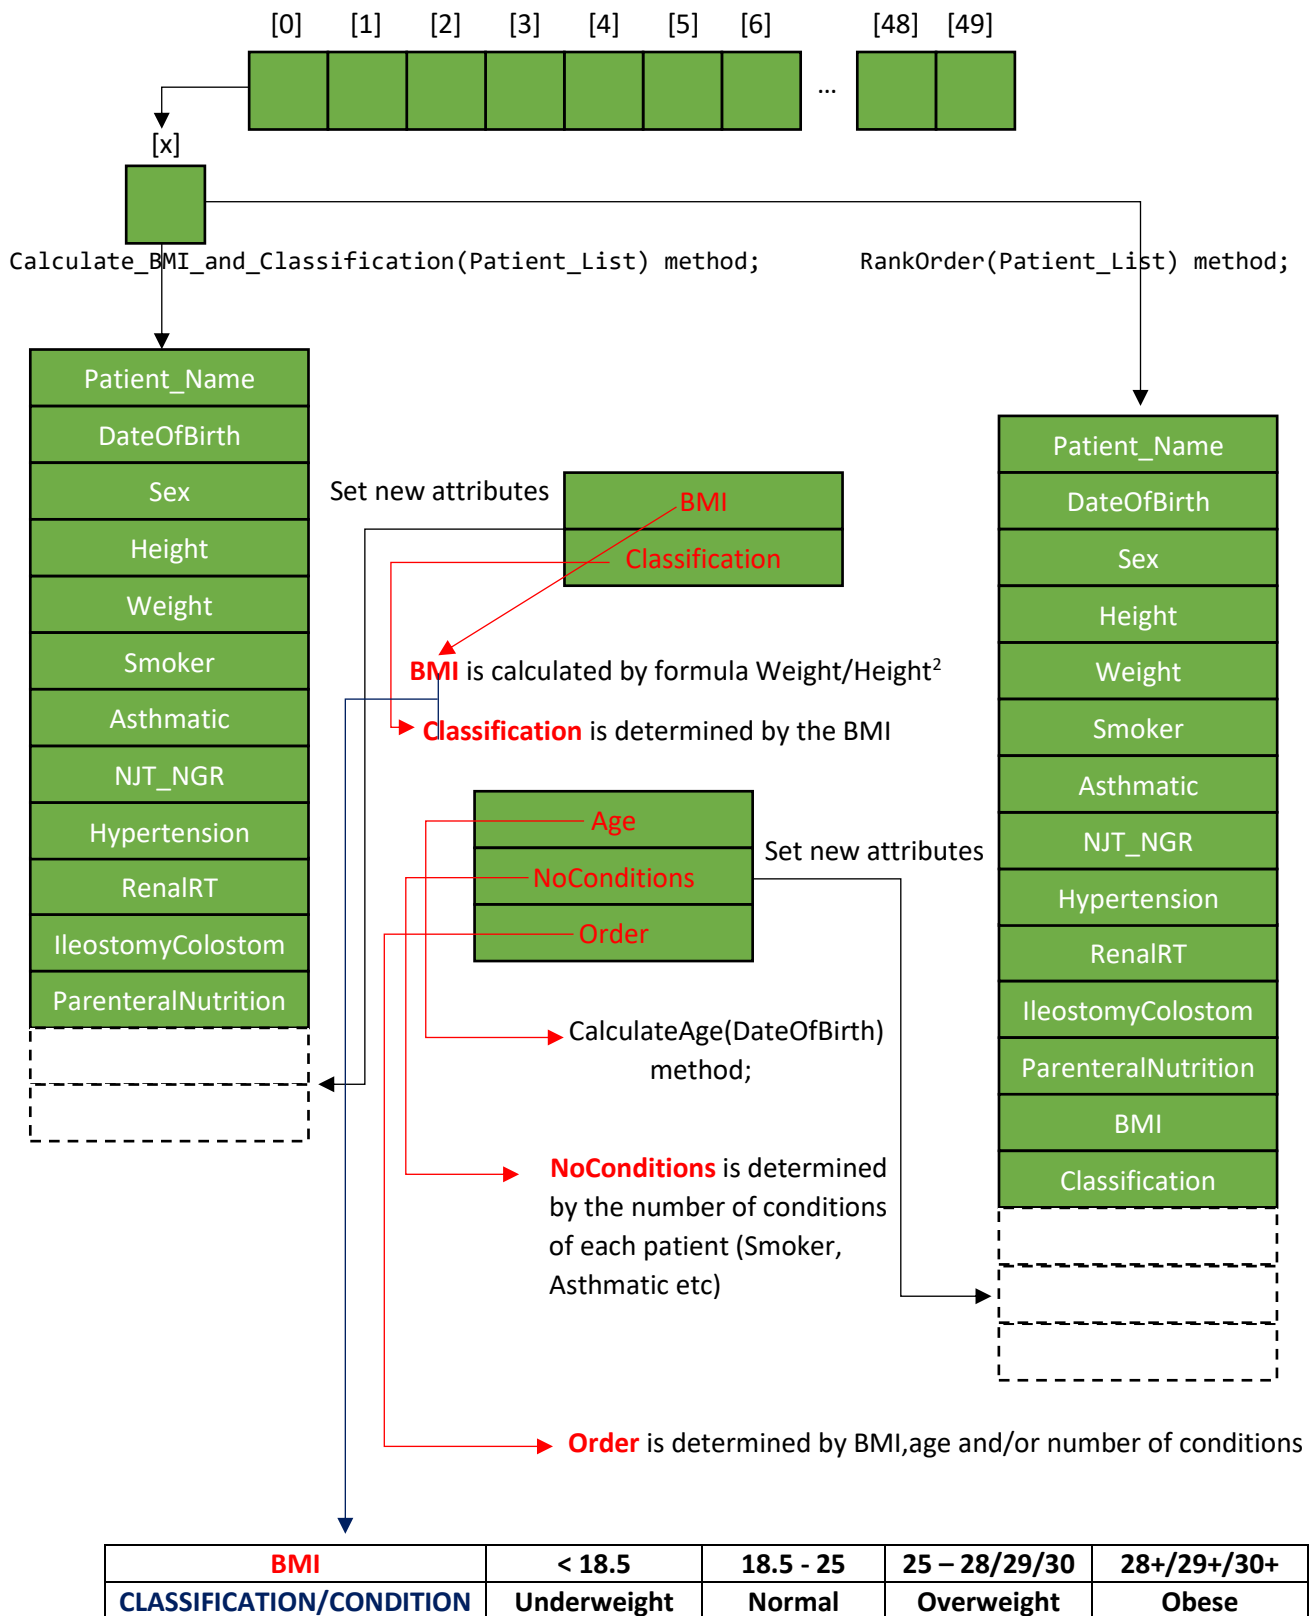 [0] [1] [2] [3] [4] [5] [6] [48] [49]
...
[x]
Calculate_BMI_and_Classification(Patient_List) method;
RankOrder(Patient_List) method;
Patient_Name
DateOfBirth
Sex
Height
Weight
Smoker
Asthmatic
NJT_NGR
Hypertension
RenalRT
IleostomyColostom
ParenteralNutrition
Set new attributes
BMI
Classification
BMI is calculated by formula Weight/Height²
Classification is determined by the BMI
Age
NoConditions
Order
Set new attributes
CalculateAge(DateOfBirth)
method;
NoConditions is determined
by the number of conditions
of each patient (Smoker,
Asthmatic etc)
Order is determined by BMI,age and/or number of conditions
Patient_Name
DateOfBirth
Sex
Height
Weight
Smoker
Asthmatic
NJT_NGR
Hypertension
RenalRT
IleostomyColostom
ParenteralNutrition
BMI
Classification
BMI < 18.5 18.5 - 25 25 – 28/29/30 28+/29+/30+
CLASSIFICATION/CONDITION Underweight Normal Overweight Obese